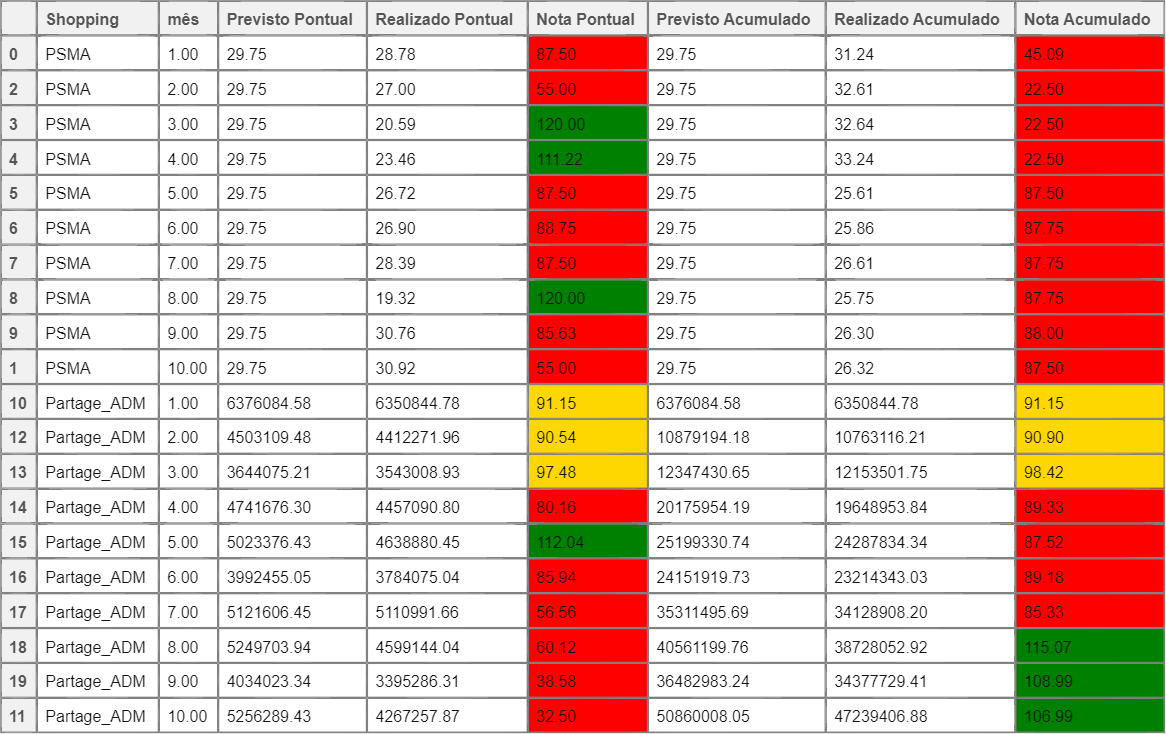 Shopping mês Previsto Pontual Realizado Pontual Nota Pontual Previsto Acumulado Realizado Acumulado Nota Acumulado
0 PSMA 1.00 29.75 28.78 87.50 29.75 31.24 45.09
2 PSMA 2.00 29.75 27.00 55.00 29.75 32.61 22.50
3 PSMA 3.00 29.75 20.59 120.00 29.75 32.64 22.50
4 PSMA 4.00 29.75 23.46 111.22 29.75 33.24 22.50
5 PSMA 5.00 29.75 26.72 87.50 29.75 25.61 87.50
6 PSMA 6.00 29.75 26.90 88.75 29.75 25.86 87.75
7 PSMA 7.00 29.75 28.39 87.50 29.75 26.61 87.75
8 PSMA 8.00 29.75 19.32 120.00 29.75 25.75 87.75
9 PSMA 9.00 29.75 30.76 85.63 29.75 26.30 88.00
1 PSMA 10.00 29.75 30.92 55.00 29.75 26.32 87.50
10 Partage_ADM 1.00 6376084.58 6350844.78 91.15 6376084.58 6350844.78 91.15
12 Partage_ADM 2.00 4503109.48 4412271.96 90.54 10879194.18 10763116.21 90.90
13 Partage_ADM 3.00 3644075.21 3543008.93 97.48 12347430.65 12153501.75 98.42
14 Partage_ADM 4.00 4741676.30 4457090.80 80.16 20175954.19 19648953.84 89.33
15 Partage_ADM 5.00 5023376.43 4638880.45 112.04 25199330.74 24287834.34 87.52
16 Partage_ADM 6.00 3992455.05 3784075.04 85.94 24151919.73 23214343.03 89.18
17 Partage_ADM 7.00 5121606.45 5110991.66 56.56 35311495.69 34128908.20 85.33
18 Partage_ADM 8.00 5249703.94 4599144.04 60.12 40561199.76 38728052.92 115.07
19 Partage_ADM 9.00 4034023.34 3395286.31 38.58 36482983.24 34377729.41 108.99
11 Partage_ADM 10.00 5256289.43 4267257.87 32.50 50860008.05 47239406.88 106.99